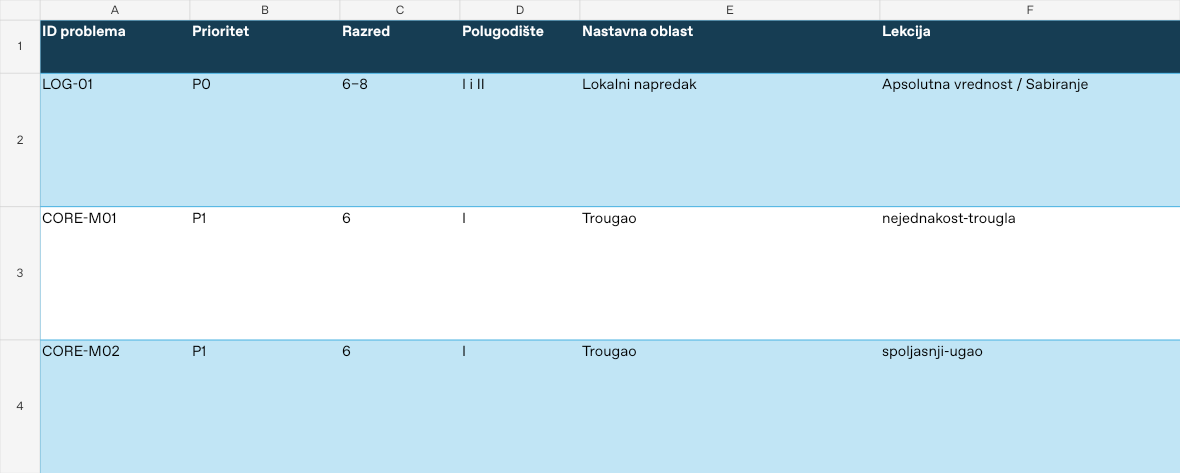 A B C D E F
1 ID problema Prioritet Razred Polugodište Nastavna oblast Lekcija
2 LOG-01 P0 6–8 I i II Lokalni napredak Apsolutna vrednost / Sabiranje
3 CORE-M01 P1 6 I Trougao nejednakost-trougla
4 CORE-M02 P1 6 I Trougao spoljasnji-ugao